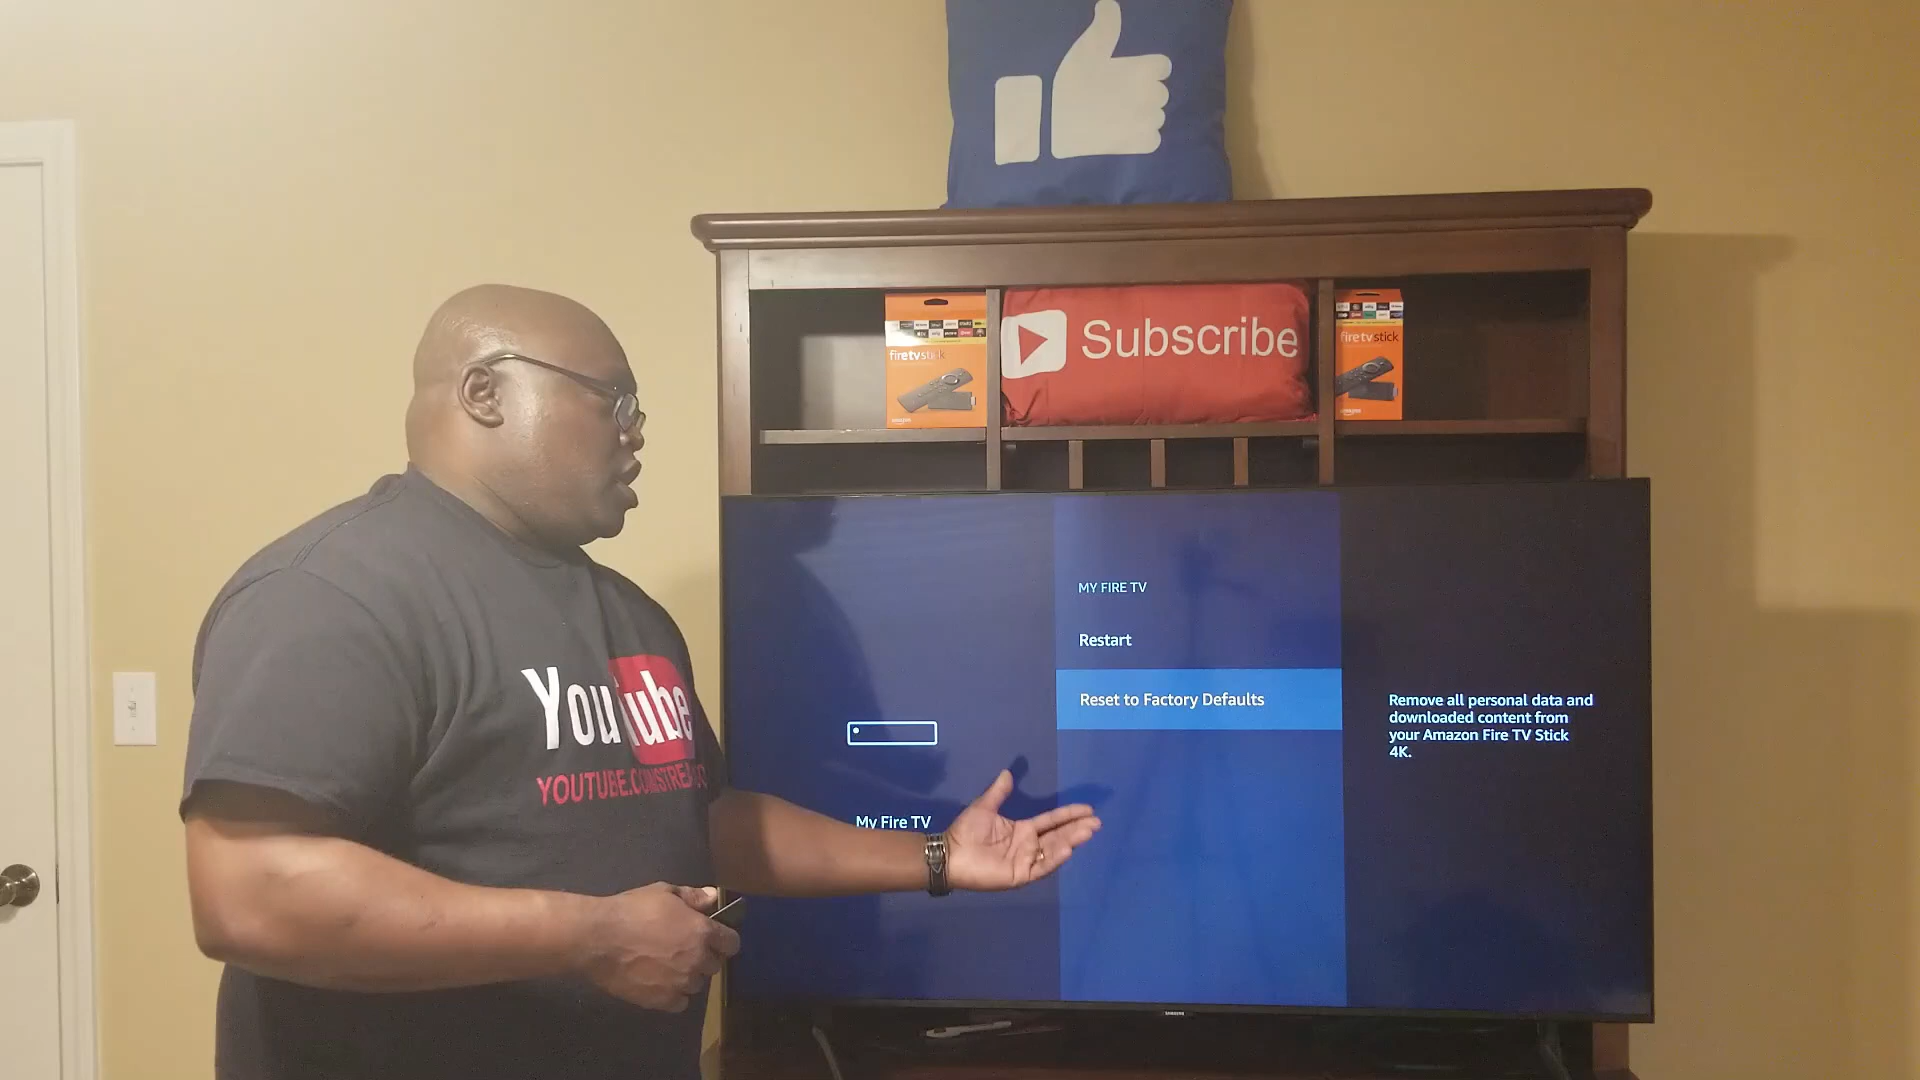 firetvstick
Subscribe
firetvstick
MY FIRE TV
Restart
Reset to Factory Defaults
Remove all personal data and
downloaded content from
your Amazon Fire TV Stick
4K.
My Fire TV
YouTube
SAMSUNG